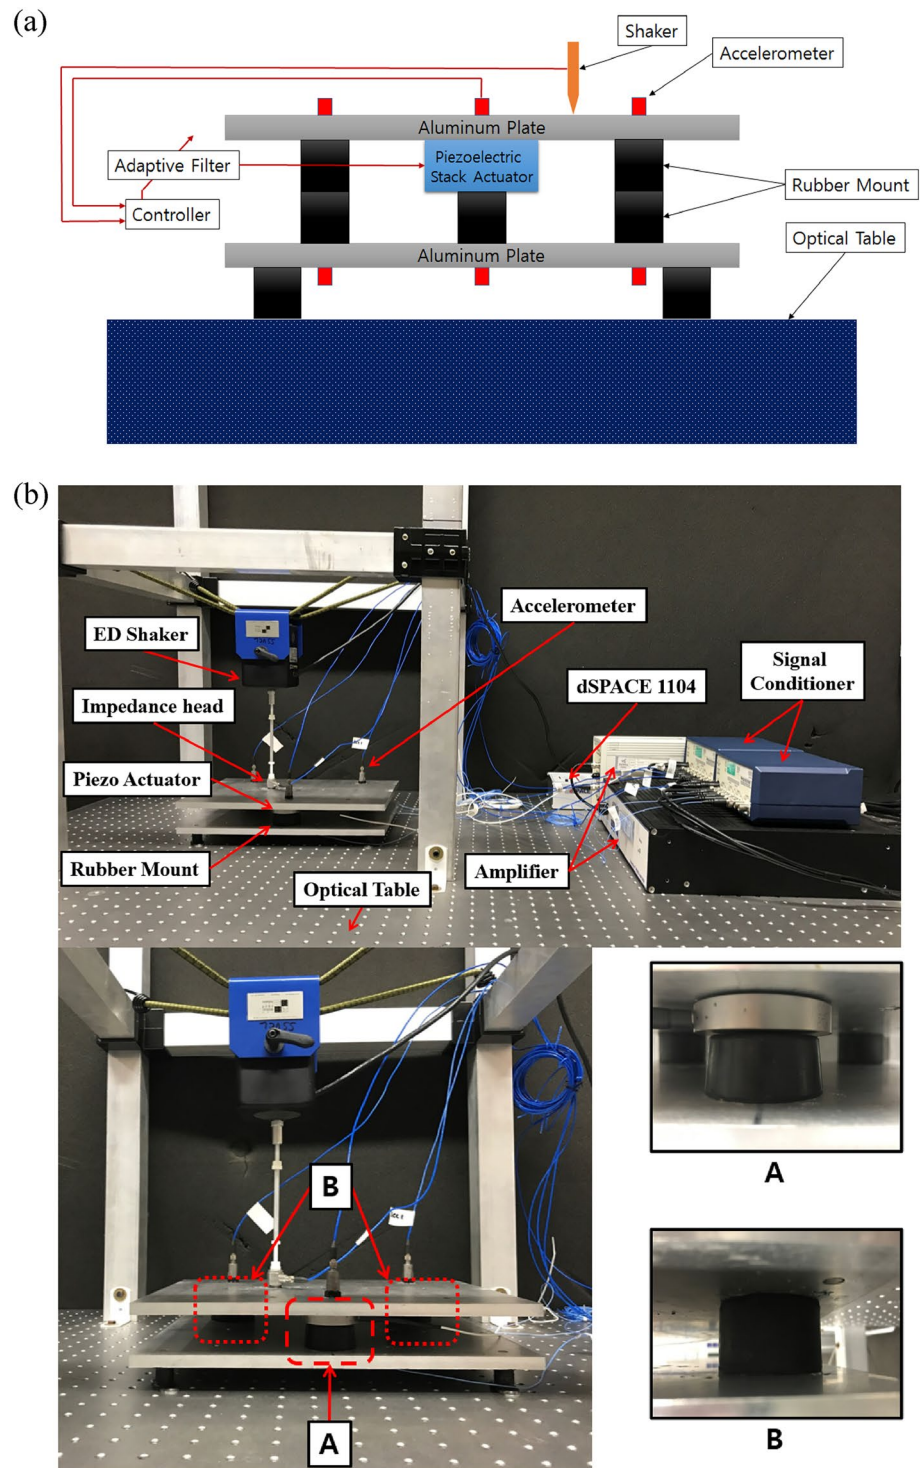 (a)
Shaker
Accelerometer
Aluminum Plate
Piezoelectric
Stack Actuator
Adaptive Filter
Rubber Mount
Controller
Optical Table
Aluminum Plate
(b)
Accelerometer
ED Shaker
Signal
Conditioner
dSPACE 1104
Impedance head
Piezo Actuator
Rubber Mount
Amplifier
Optical Table
B
A
A
B